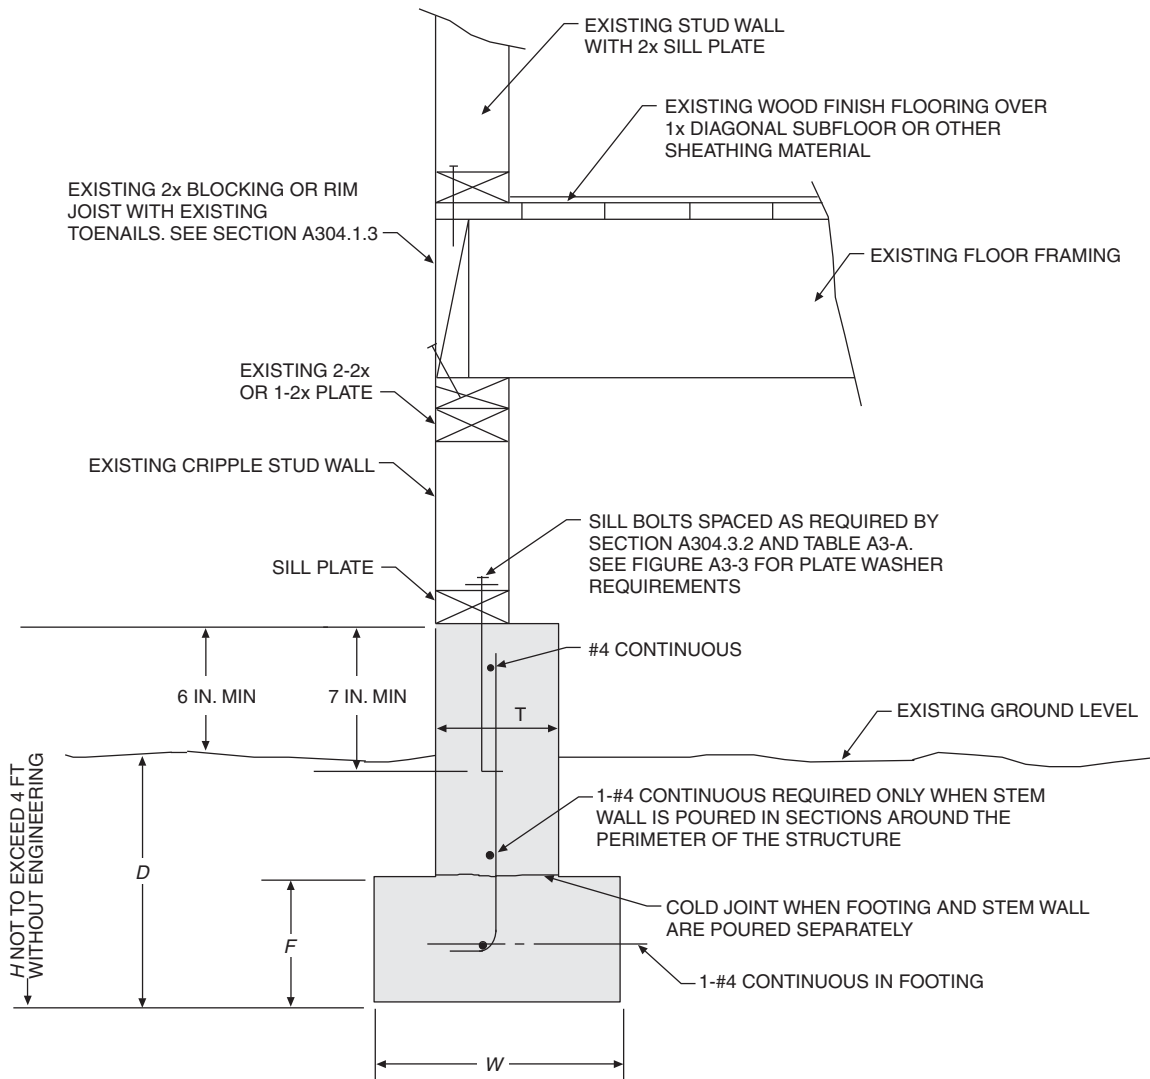 EXISTING STUD WALL
WITH 2x SILL PLATE
EXISTING WOOD FINISH FLOORING OVER
1x DIAGONAL SUBFLOOR OR OTHER
SHEATHING MATERIAL
EXISTING 2x BLOCKING OR RIM
JOIST WITH EXISTING
TOENAILS. SEE SECTION A304.1.3
EXISTING FLOOR FRAMING
EXISTING 2-2x
OR 1-2x PLATE
EXISTING CRIPPLE STUD WALL
SILL BOLTS SPACED AS REQUIRED BY
SECTION A304.3.2 AND TABLE A3-A.
SEE FIGURE A3-3 FOR PLATE WASHER
REQUIREMENTS
SILL PLATE
#4 CONTINUOUS
6 IN. MIN
7 IN. MIN
T
EXISTING GROUND LEVEL
H NOT TO EXCEED 4 FT
WITHOUT ENGINEERING
D
1-#4 CONTINUOUS REQUIRED ONLY WHEN STEM
WALL IS POURED IN SECTIONS AROUND THE
PERIMETER OF THE STRUCTURE
F
COLD JOINT WHEN FOOTING AND STEM WALL
ARE POURED SEPARATELY
1-#4 CONTINUOUS IN FOOTING
W